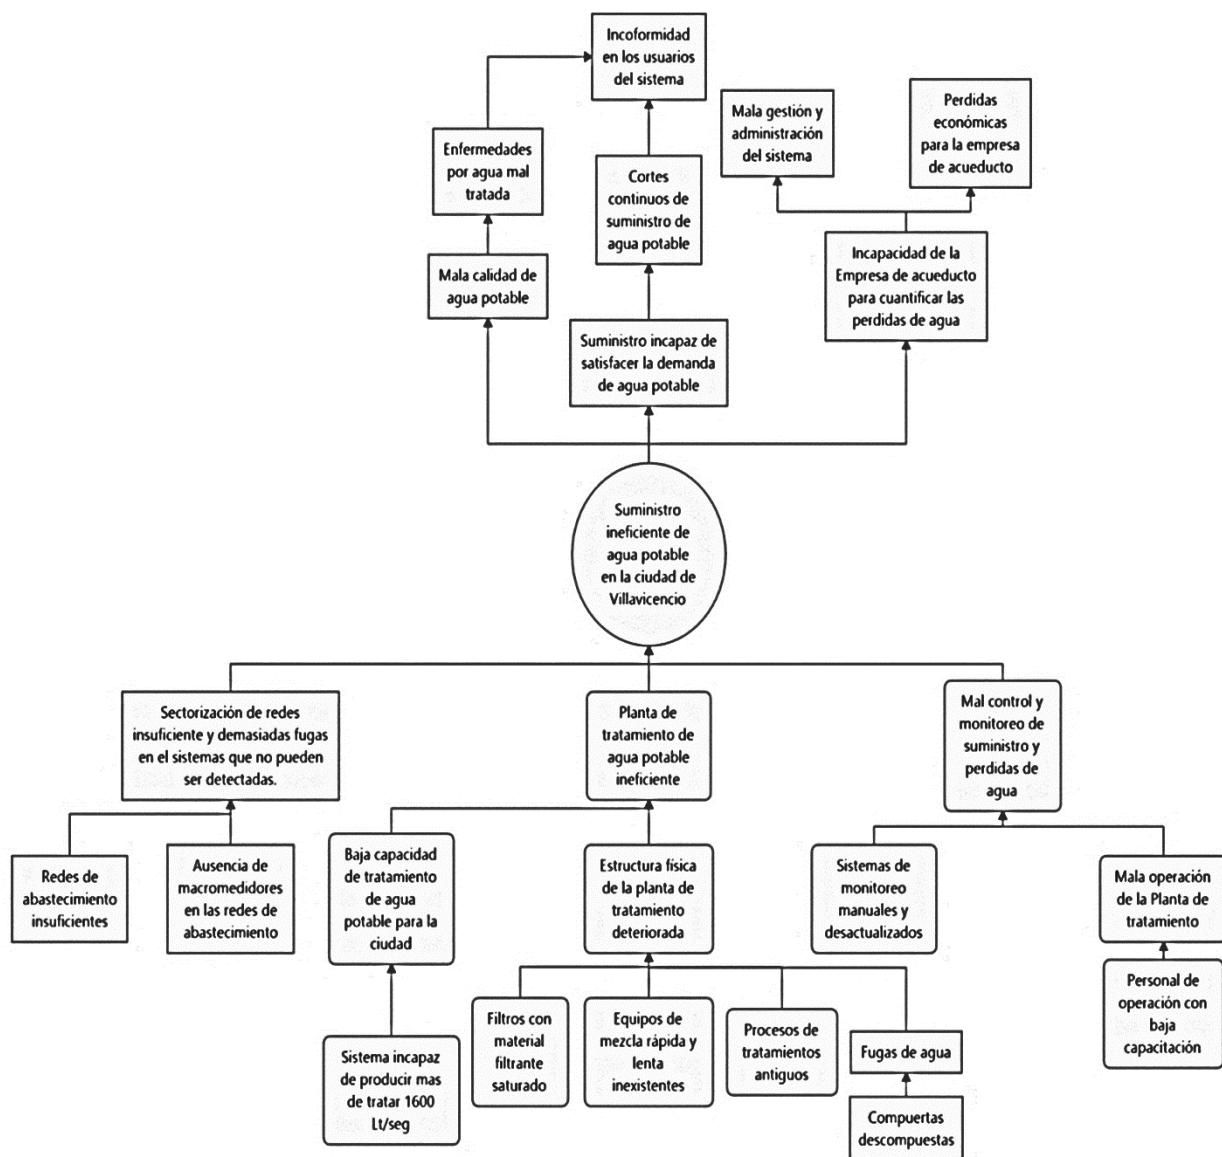 Incoformidad
en los usuarios
del sistema
Mala gestión y
administración
del sistema
Perdidas
económicas
para la empresa
de acueducto
Enfermedades
por agua mal
tratada
Cortes
continuos de
suministro de
agua potable
Mala calidad de
agua potable
Incapacidad de la
Empresa de acueducto
para cuantificar las
perdidas de agua
Suministro incapaz de
satisfacer la demanda
de agua potable
Suministro
ineficiente de
agua potable
en la ciudad de
Villavicencio
Sectorización de redes
insuficiente y demasiadas fugas
en el sistemas que no pueden
ser detectadas.
Planta de
tratamiento de
agua potable
ineficiente
Mal control y
monitoreo de
suministro y
perdidas de
agua
Redes de
abastecimiento
insuficientes
Ausencia de
macromedidores
en las redes de
abastecimiento
Baja capacidad
de tratamiento
de agua
potable para la
ciudad
Estructura física
de la planta de
tratamiento
deteriorada
Sistemas de
monitoreo
manuales y
desactualizados
Mala operación
de la Planta de
tratamiento
Sistema incapaz
de producir mas
de tratar 1600
Lt/seg
Filtros con
material
filtrante
saturado
Equipos de
mezcla rápida y
lenta
inexistentes
Procesos de
tratamientos
antiguos
Fugas de agua
Compuertas
descompuestas
Personal de
operación con
baja
capacitación